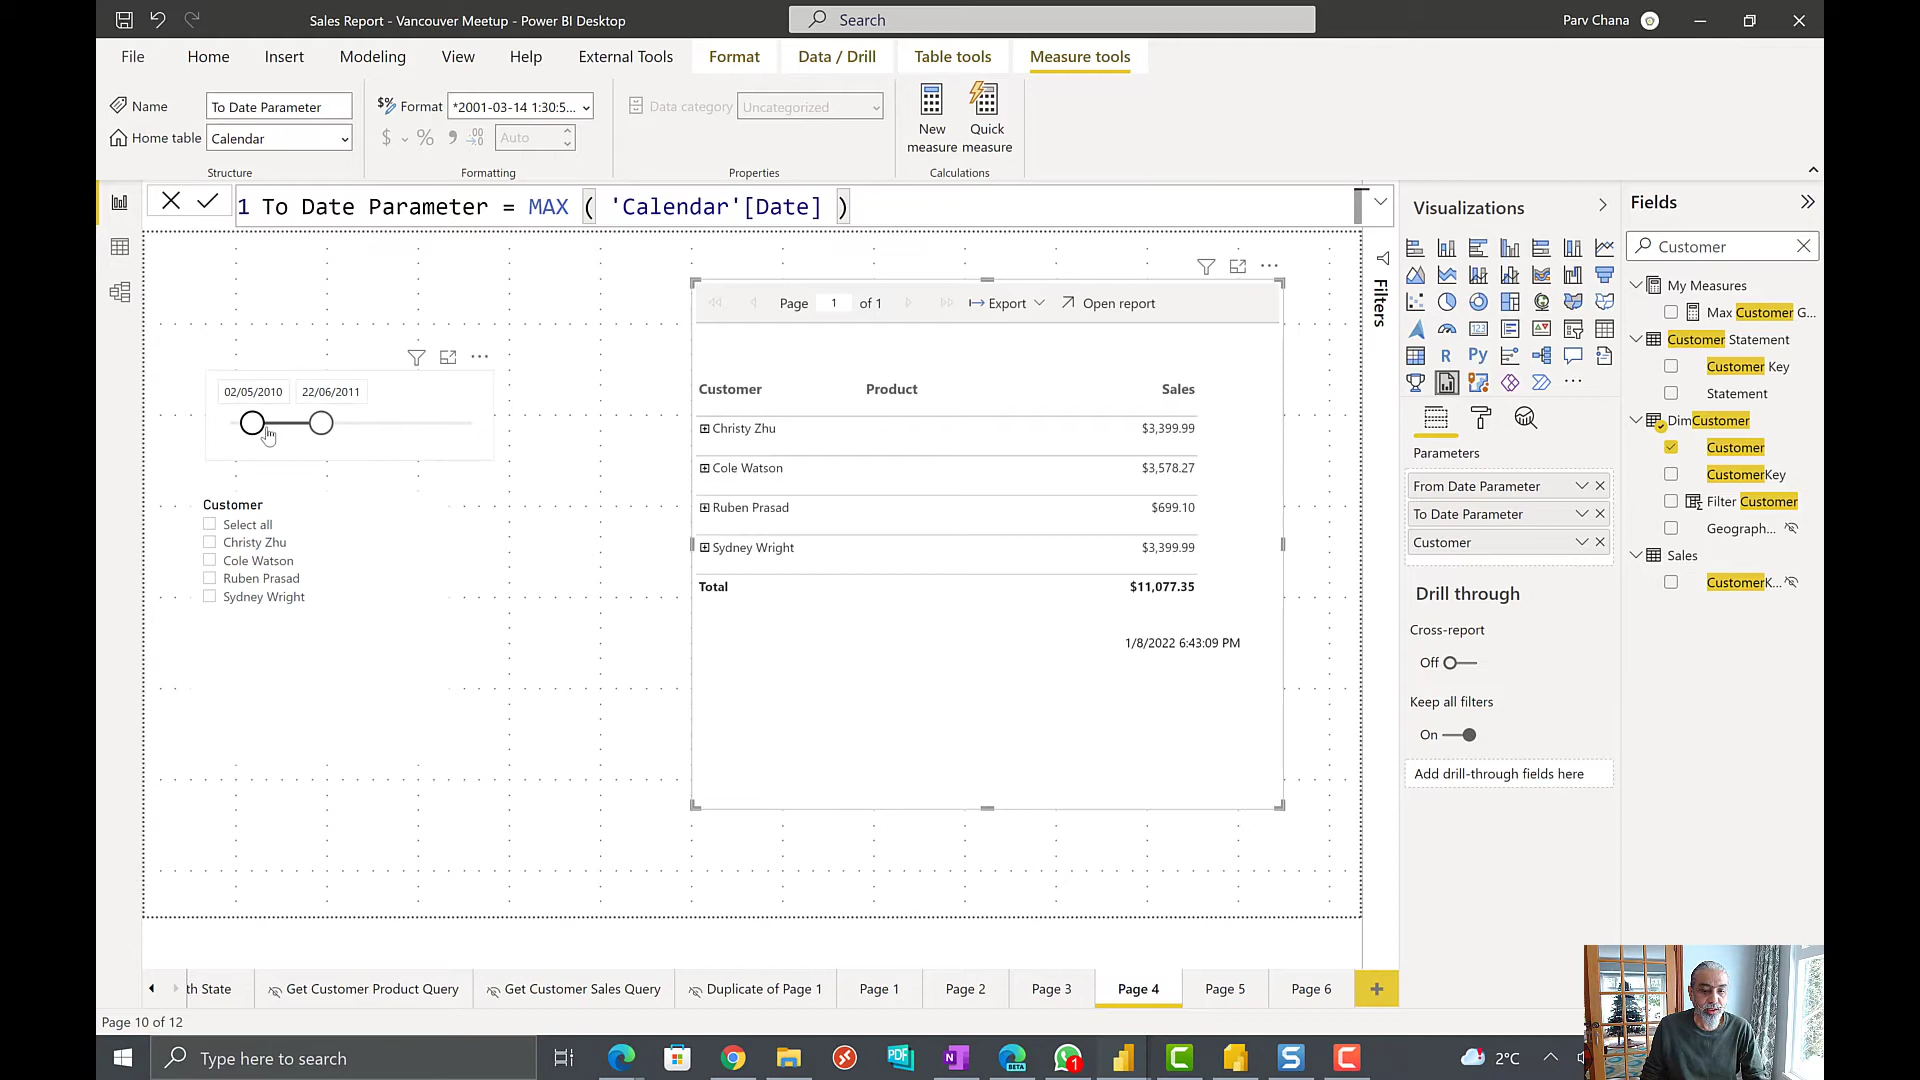 Sales Report - Vancouver Meetup - Power BI Desktop
Search
Parv Chana
File Home Insert Modeling View Help External Tools Format Data / Drill Table tools Measure tools
Name To Date Parameter
Home table Calendar
Structure
$% Format *2001-03-14 1:30:5...
$ % 9 .00 Auto
Formatting
Data category Uncategorized
Properties
New measure
Quick measure
Calculations
1 To Date Parameter = MAX ( 'Calendar'[Date] )
02/05/2010 22/06/2011
Customer
Select all
Christy Zhu
Cole Watson
Ruben Prasad
Sydney Wright
Page 1 of 1 Export Open report
Customer Product Sales
Christy Zhu $3,399.99
Cole Watson $3,578.27
Ruben Prasad $699.10
Sydney Wright $3,399.99
Total $11,077.35
1/8/2022 6:43:09 PM
Filters
Visualizations
R Py
Parameters
From Date Parameter
To Date Parameter
Customer
Drill through
Cross-report
Off
Keep all filters
On
Add drill-through fields here
Fields
Customer
My Measures
Max Customer G...
Customer Statement
Customer Key
Statement
DimCustomer
Customer
CustomerKey
Filter Customer
Geograph...
Sales
CustomerK...
th State Get Customer Product Query Get Customer Sales Query Duplicate of Page 1 Page 1 Page 2 Page 3 Page 4 Page 5 Page 6 +
Page 10 of 12
Type here to search
2°C